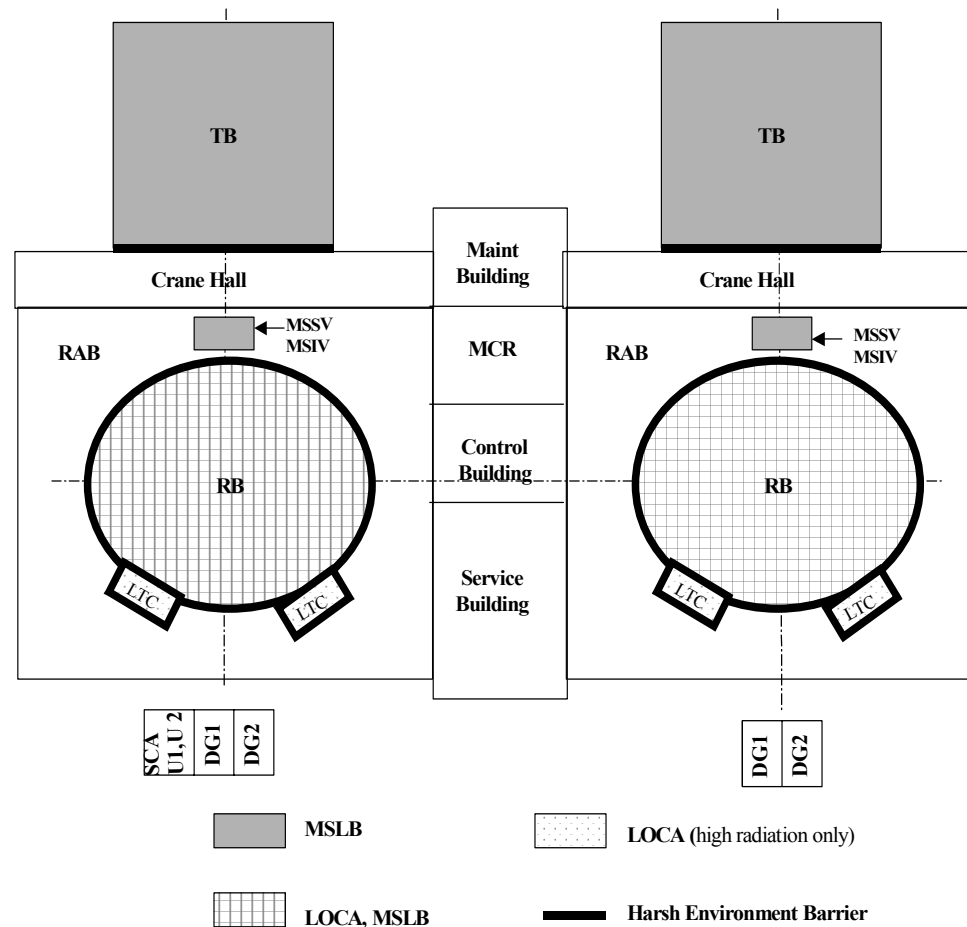 TB
TB
Maint
Building
Crane Hall
Crane Hall
MSSV
MSIV
MSSV
MSIV
RAB
MCR
RAB
Control
Building
RB
RB
Service
Building
LTC
LTC
LTC
LTC
SCA
U1,U 2
DG1
DG2
DG1
DG2
MSLB
LOCA (high radiation only)
LOCA, MSLB
Harsh Environment Barrier